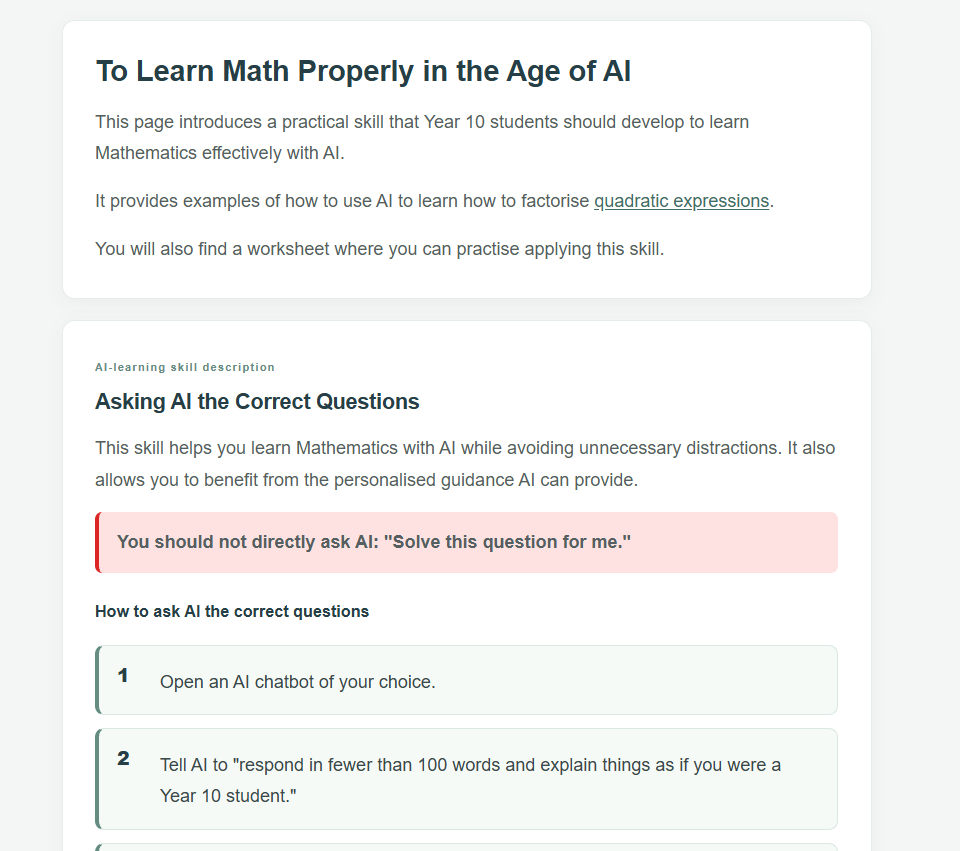 To Learn Math Properly in the Age of AI
This page introduces a practical skill that Year 10 students should develop to learn
Mathematics effectively with AI.
It provides examples of how to use AI to learn how to factorise quadratic expressions.
You will also find a worksheet where you can practise applying this skill.
AI-learning skill description
Asking AI the Correct Questions
This skill helps you learn Mathematics with AI while avoiding unnecessary distractions. It also
allows you to benefit from the personalised guidance AI can provide.
You should not directly ask AI: "Solve this question for me."
How to ask AI the correct questions
1
Open an AI chatbot of your choice.
2
Tell AI to "respond in fewer than 100 words and explain things as if you were a
Year 10 student."